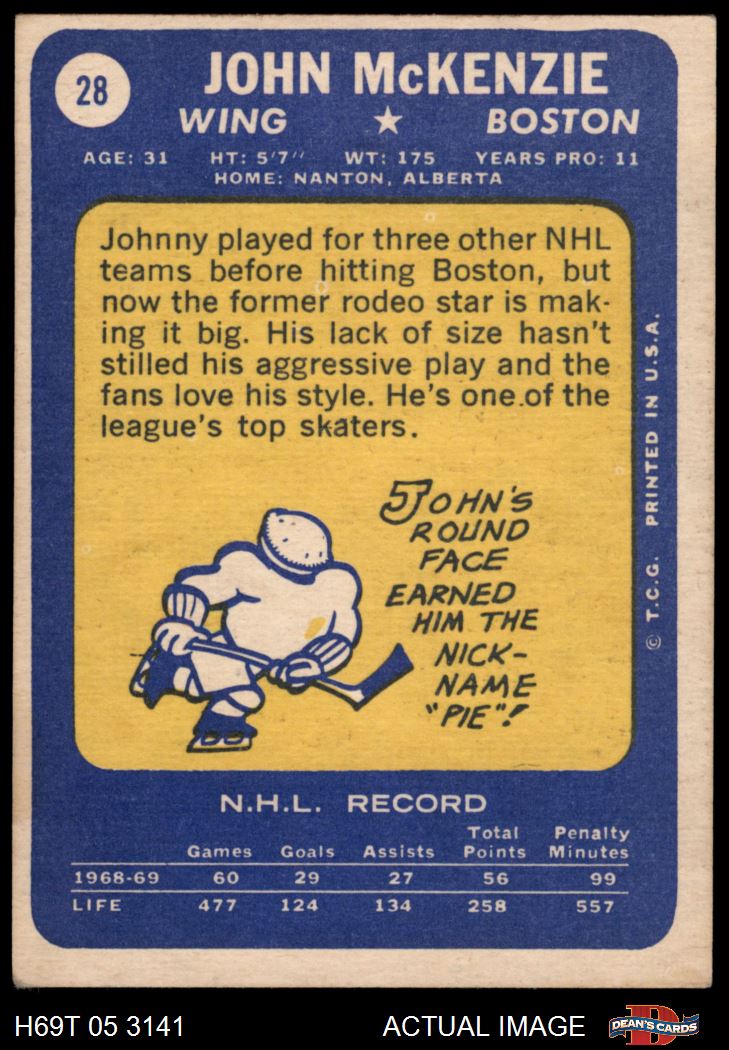 28
JOHN McKENZIE
WING ★ BOSTON
AGE: 31 HT: 5'7" WT: 175 YEARS PRO: 11
HOME: NANTON, ALBERTA
Johnny played for three other NHL
teams before hitting Boston, but
now the former rodeo star is mak-
ing it big. His lack of size hasn't
stilled his aggressive play and the
fans love his style. He's one of the
league's top skaters.
JOHN'S
ROUND
FACE
EARNED
HIM THE
NICK-
NAME
"PIE"!
© T.C.G. PRINTED IN U.S.A.
N.H.L. RECORD
Games Goals Assists Total Points Penalty Minutes
1968-69 60 29 27 56 99
LIFE 477 124 134 258 557
H69T 05 3141 ACTUAL IMAGE
DEAN'S CARDS